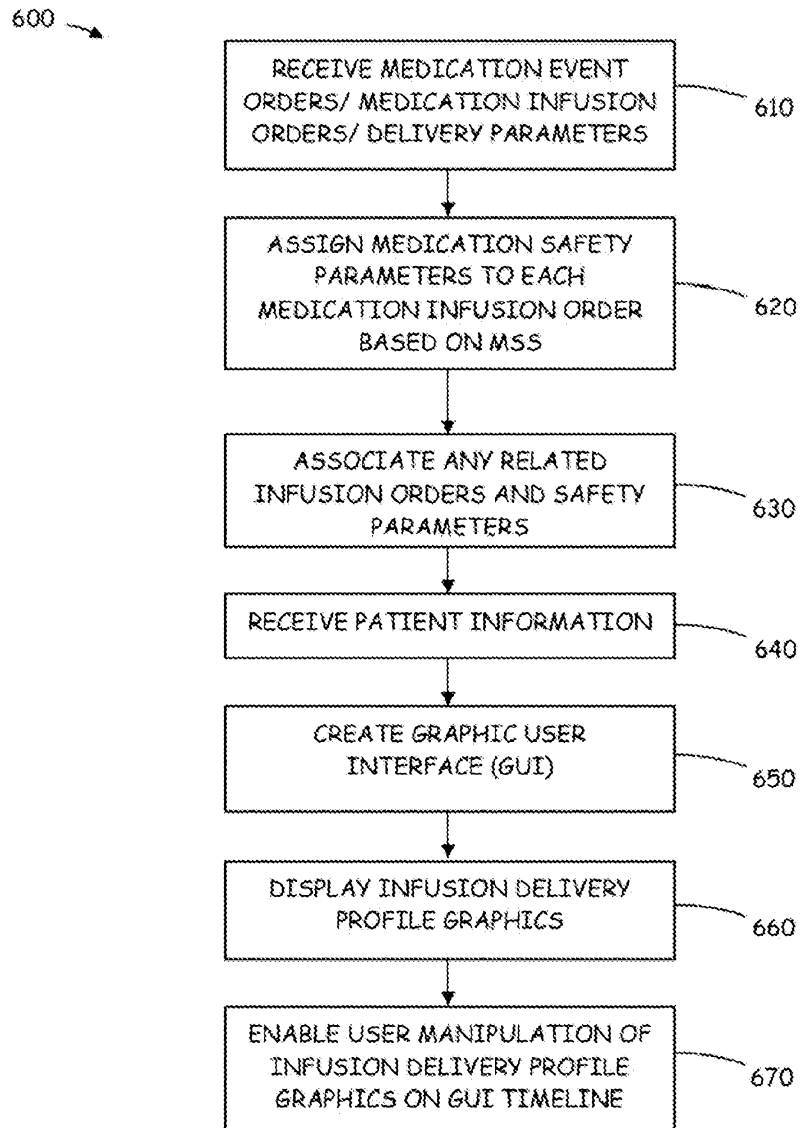 600
RECEIVE MEDICATION EVENT
ORDERS/ MEDICATION INFUSION
ORDERS/ DELIVERY PARAMETERS
610
ASSIGN MEDICATION SAFETY
PARAMETERS TO EACH
MEDICATION INFUSION ORDER
BASED ON MSS
620
ASSOCIATE ANY RELATED
INFUSION ORDERS AND SAFETY
PARAMETERS
630
RECEIVE PATIENT INFORMATION
640
CREATE GRAPHIC USER
INTERFACE (GUI)
650
DISPLAY INFUSION DELIVERY
PROFILE GRAPHICS
660
ENABLE USER MANIPULATION OF
INFUSION DELIVERY PROFILE
GRAPHICS ON GUI TIMELINE
670